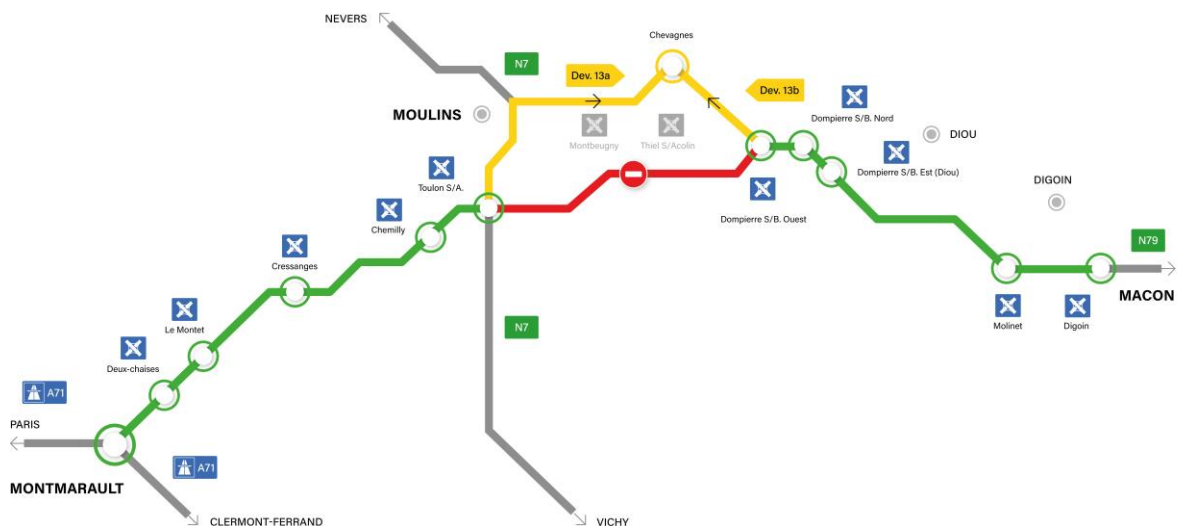 NEVERS
N7
Chevagnes
Dev. 13a
Dev. 13b
MOULINS
Montbeugny
Thiel S/Acolin
Dompierre S/B. Nord
DIOU
Dompierre S/B. Est (Diou)
Toulon S/A.
DIGOIN
Chemilly
Dompierre S/B. Ouest
N79
Cressanges
MACON
N7
Molinet
Digoin
Le Montet
Deux-chaises
A71
PARIS
A71
MONTMARAULT
CLERMONT-FERRAND
VICHY